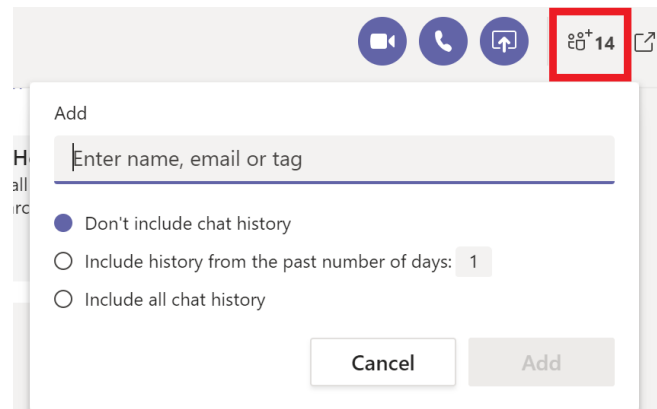 14
Add
Enter name, email or tag
Don't include chat history
Include history from the past number of days: 1
Include all chat history
Cancel Add